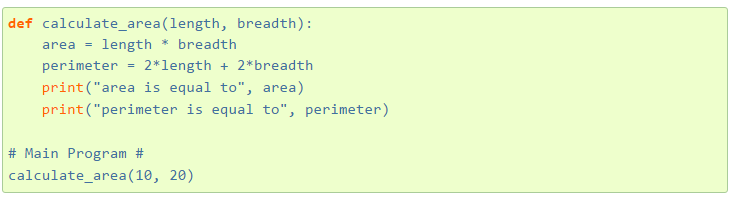 def calculate_area(length, breadth):
    area = length * breadth
    perimeter = 2*length + 2*breadth
    print("area is equal to", area)
    print("perimeter is equal to", perimeter)

# Main Program #
calculate_area(10, 20)